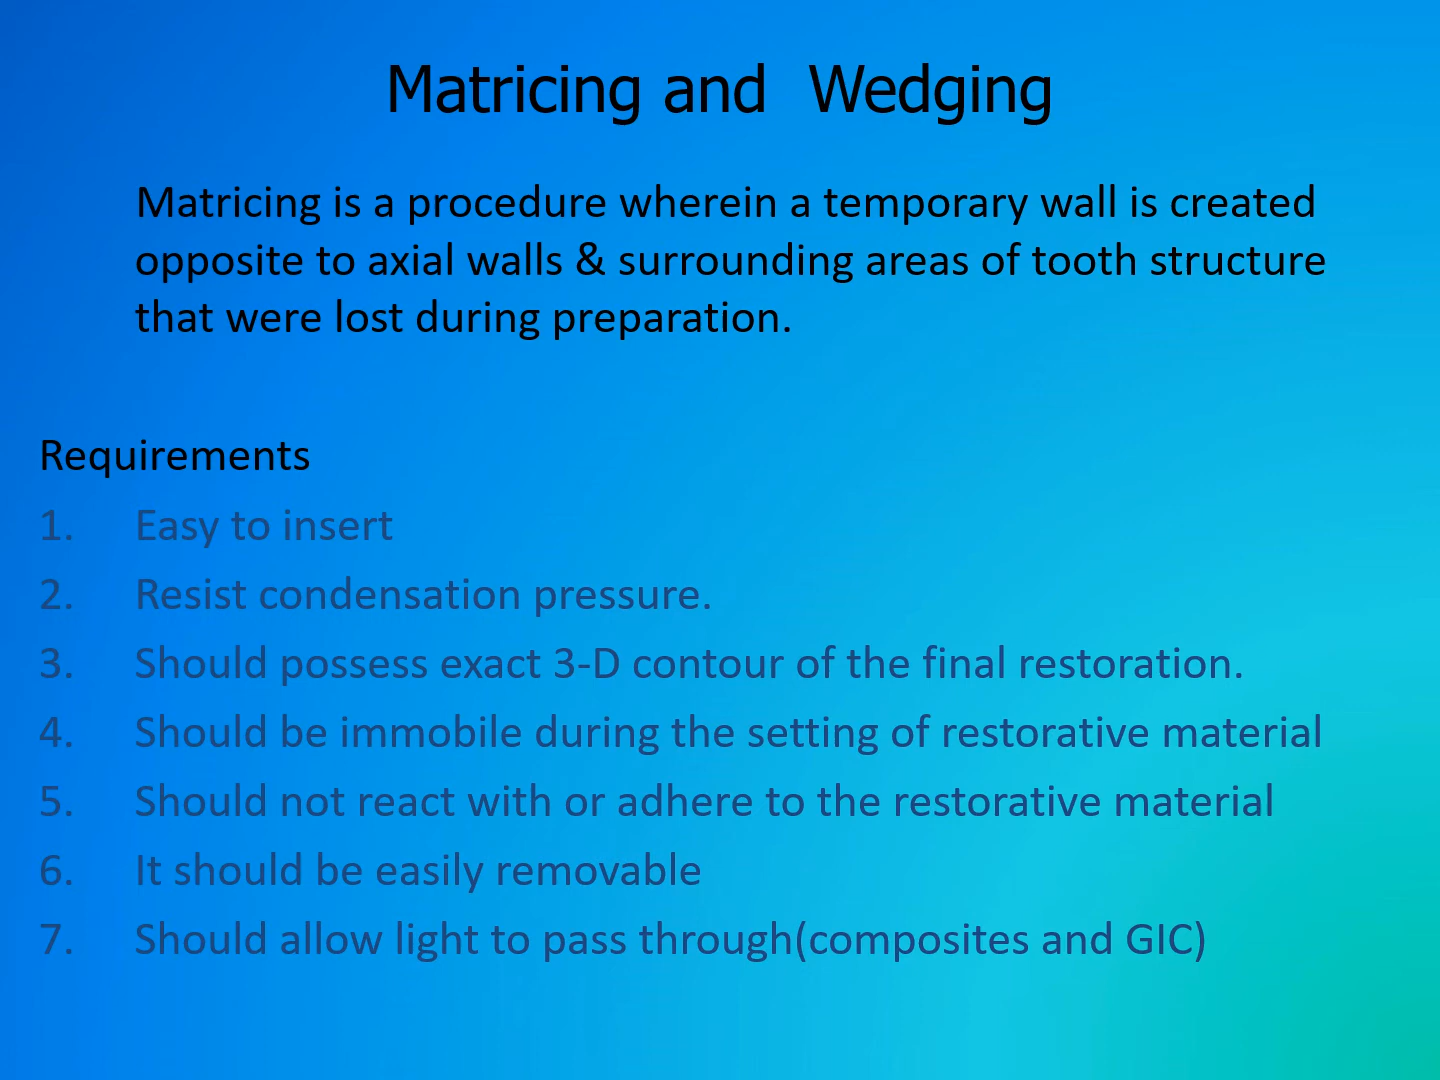 Matricing and  Wedging
Matricing is a procedure wherein a temporary wall is created
opposite to axial walls & surrounding areas of tooth structure
that were lost during preparation.
Requirements
1. Easy to insert
2. Resist condensation pressure.
3. Should possess exact 3-D contour of the final restoration.
4. Should be immobile during the setting of restorative material
5. Should not react with or adhere to the restorative material
6. It should be easily removable
7. Should allow light to pass through(composites and GIC)